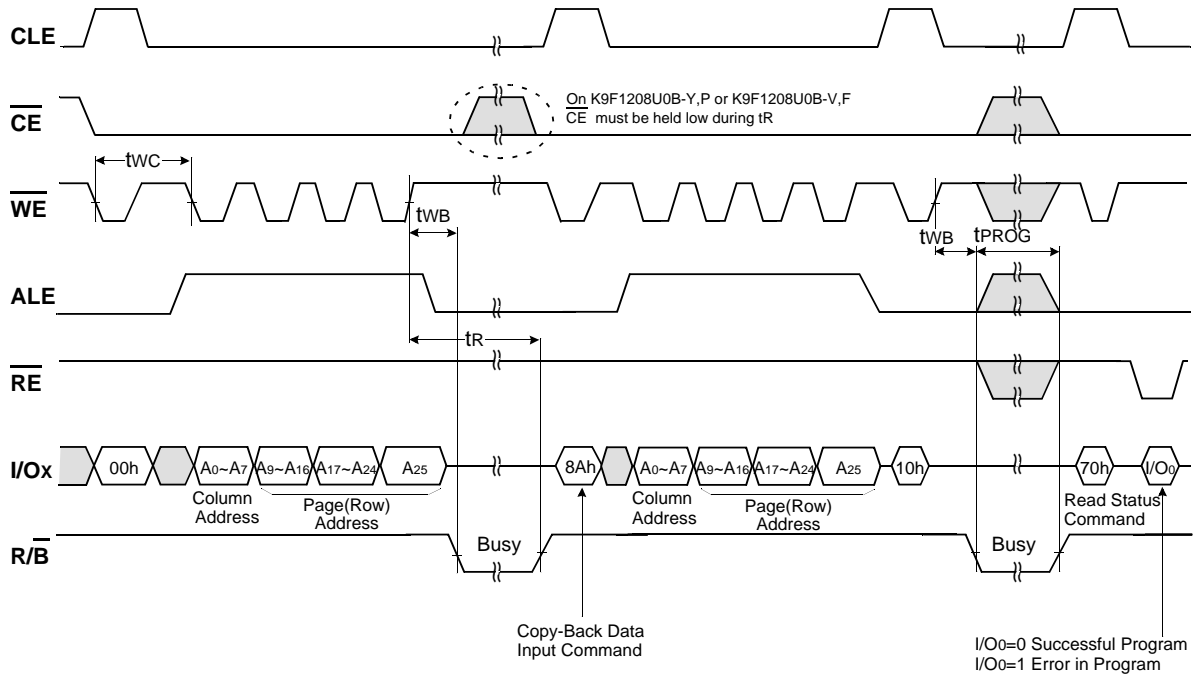 CLE
CE
On K9F1208U0B-Y,P or K9F1208U0B-V,F
CE must be held low during tR
tWC
WE
tWB
tWB
tPROG
ALE
tR
RE
I/Ox
00h
A0~A7
A9~A16
A17~A24
A25
8Ah
A0~A7
A9~A16
A17~A24
A25
10h
70h
I/O0
Column
Address
Page(Row)
Address
Column
Address
Page(Row)
Address
Read Status
Command
R/B
Busy
Busy
Copy-Back Data
Input Command
I/O0=0 Successful Program
I/O0=1 Error in Program